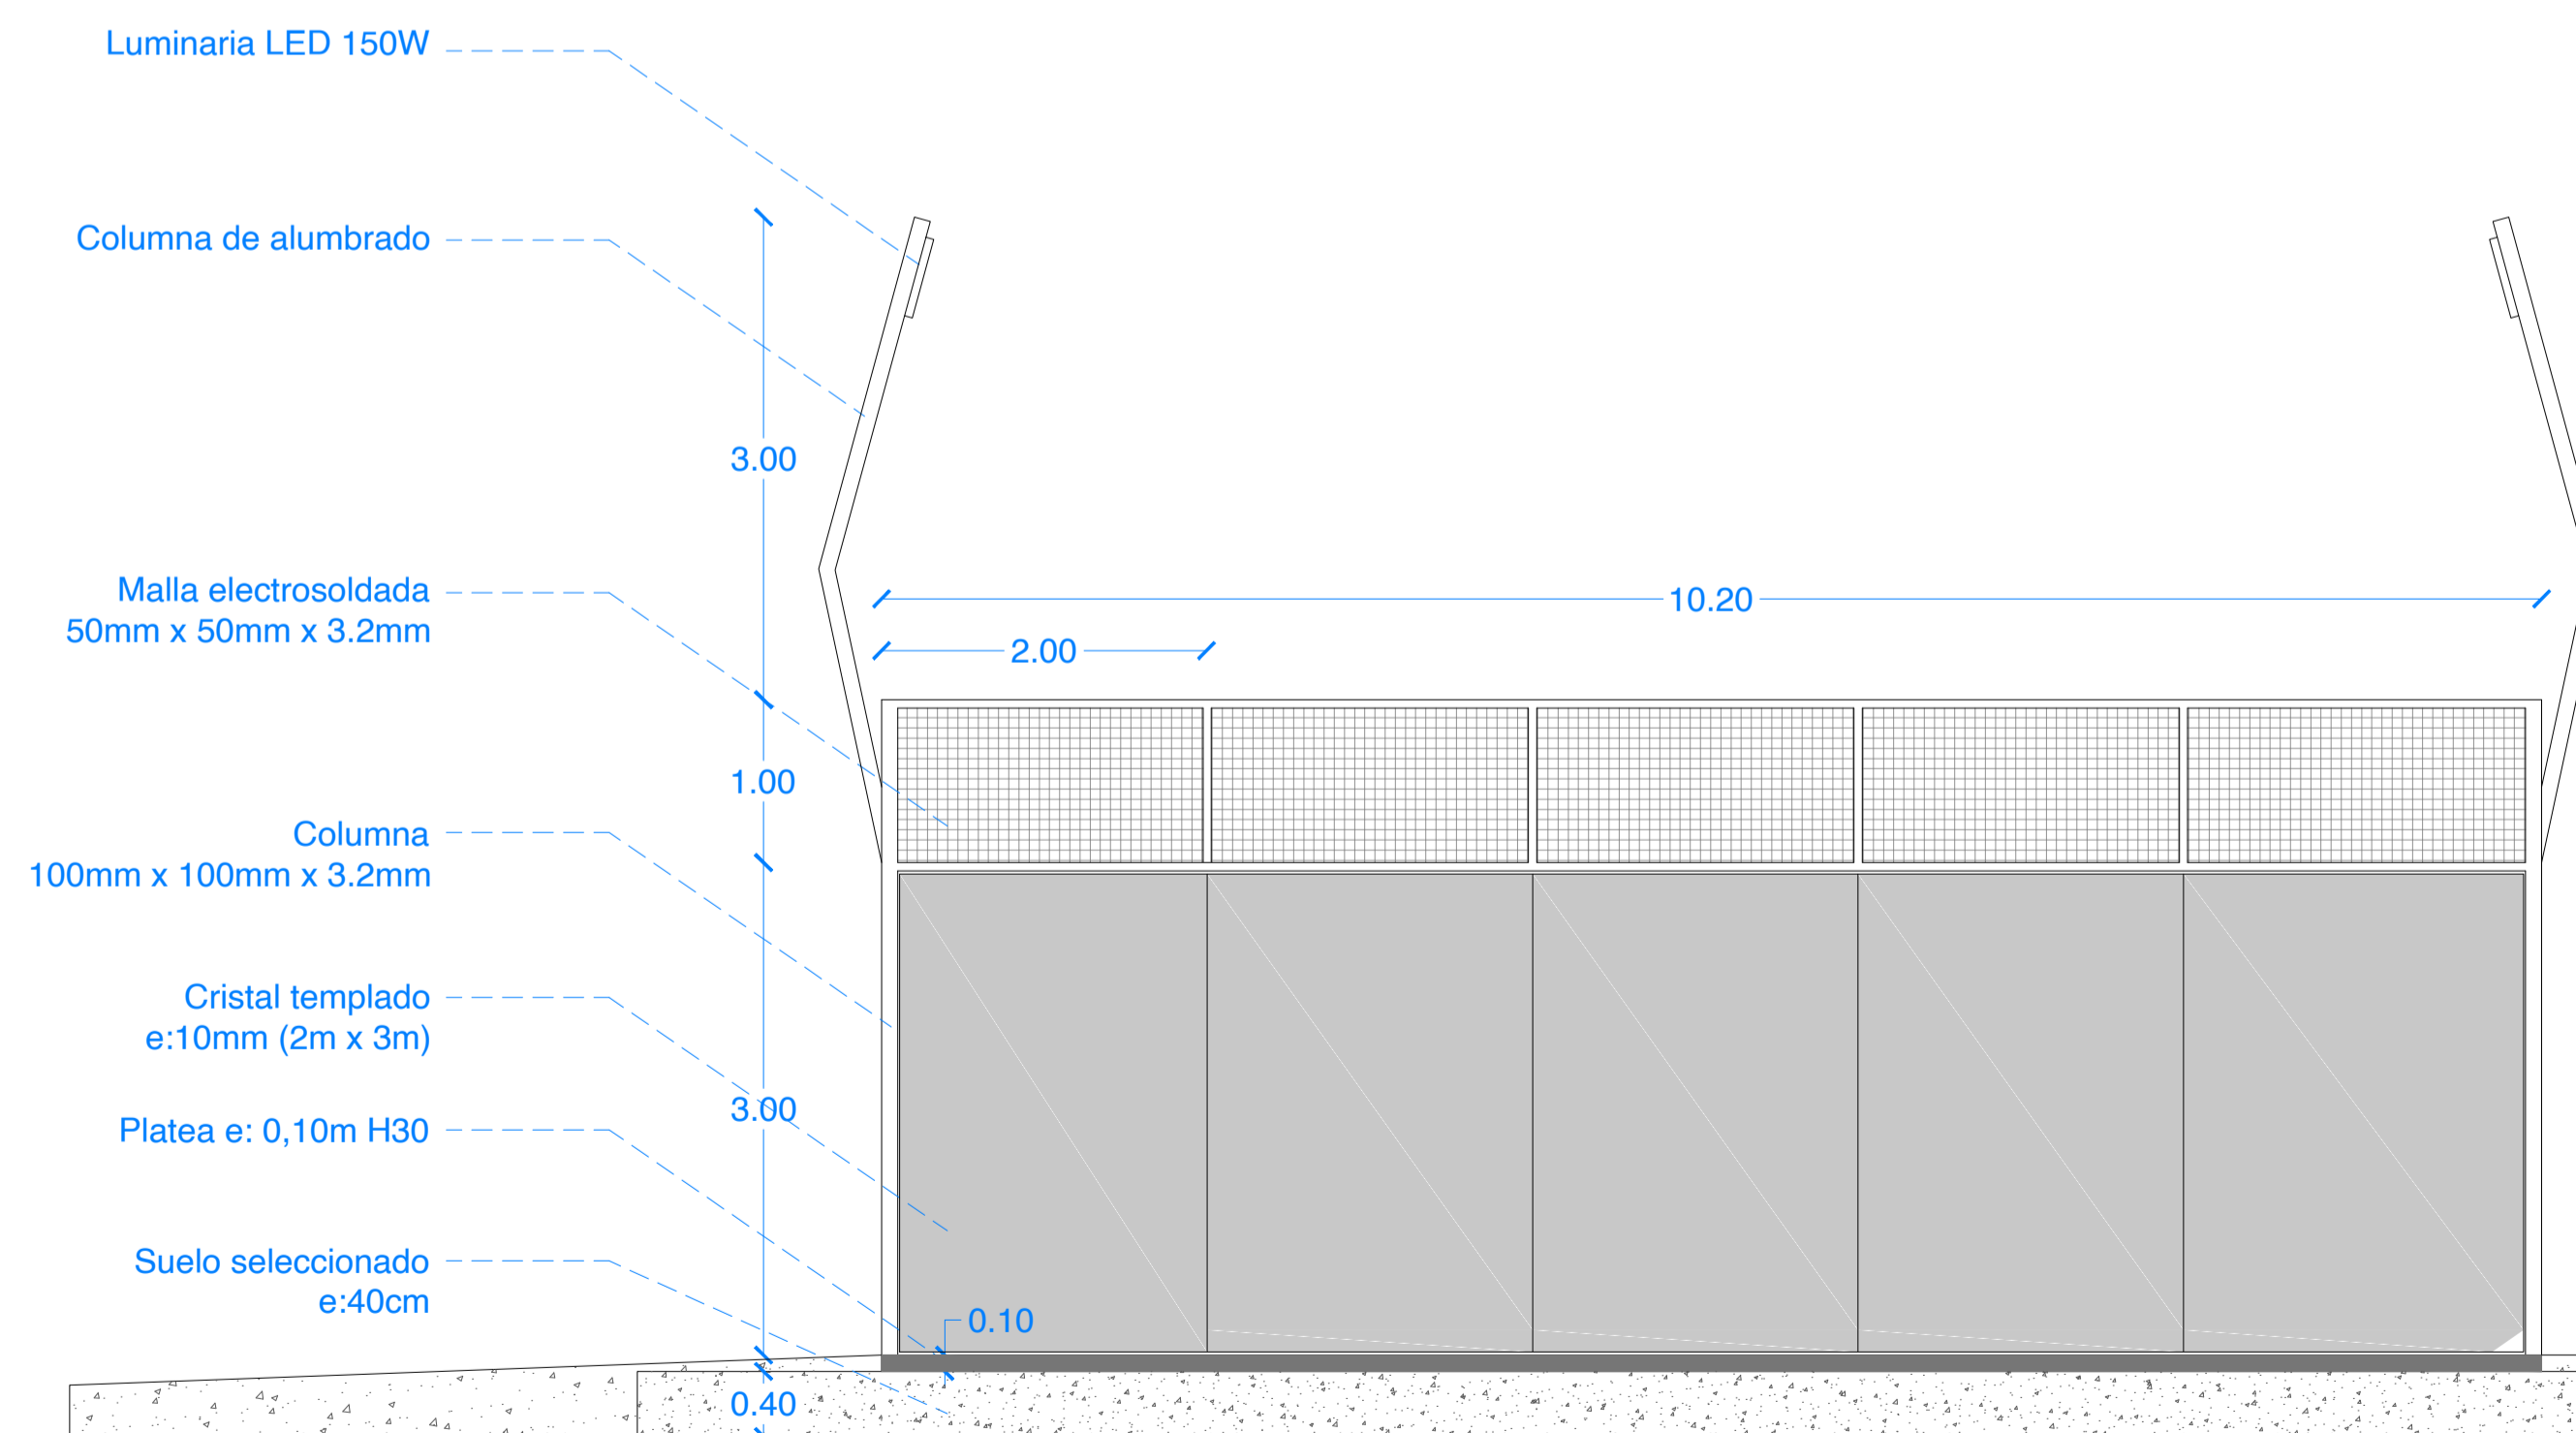 Luminaria LED 150W
Columna de alumbrado
3.00
Malla electrosoldada
50mm x 50mm x 3.2mm
10.20
2.00
1.00
Columna
100mm x 100mm x 3.2mm
Cristal templado
e:10mm (2m x 3m)
3.00
Platea e: 0,10m H30
Suelo seleccionado
e:40cm
0.10
0.40